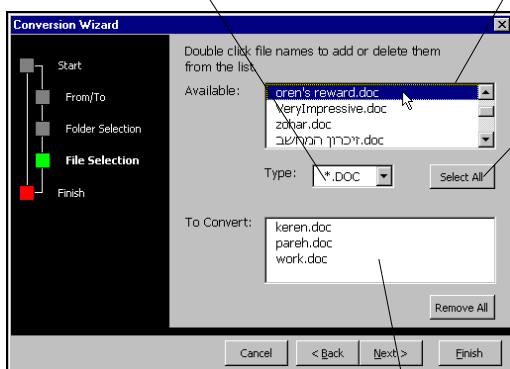 Conversion Wizard
Start
From/To
Folder Selection
File Selection
Finish
Double click file names to add or delete them
from the list.
Available:
oren's reward.doc
VeryImpressive.doc
zohar.doc
זיכרון המחשב.doc
Type:
*.DOC
Select All
To Convert:
keren.doc
pareh.doc
work.doc
Remove All
Cancel
< Back
Next >
Finish